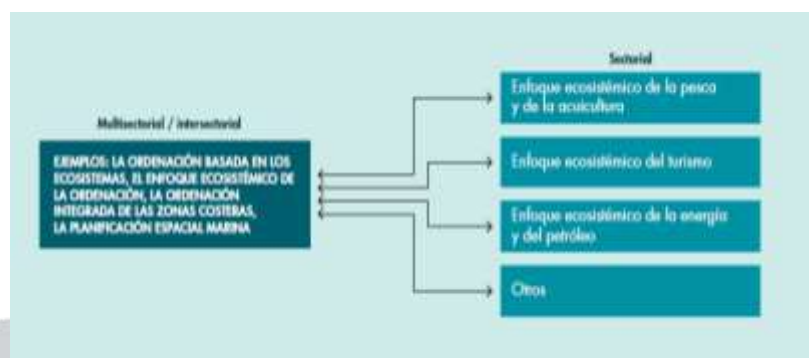 Sectorial
Enfoque ecosistémico de la pesca
y de la acuicultura
Multisectorial / intersectorial
EJEMPLOS: LA ORDENACIÓN BASADA EN LOS
ECOSISTEMAS, EL ENFOQUE ECOSISTÉMICO DE
LA ORDENACIÓN, LA ORDENACIÓN
INTEGRADA DE LAS ZONAS COSTERAS,
LA PLANIFICACIÓN ESPACIAL MARINA
Enfoque ecosistémico del turismo
Enfoque ecosistémico de la energía
y del petróleo
Otros